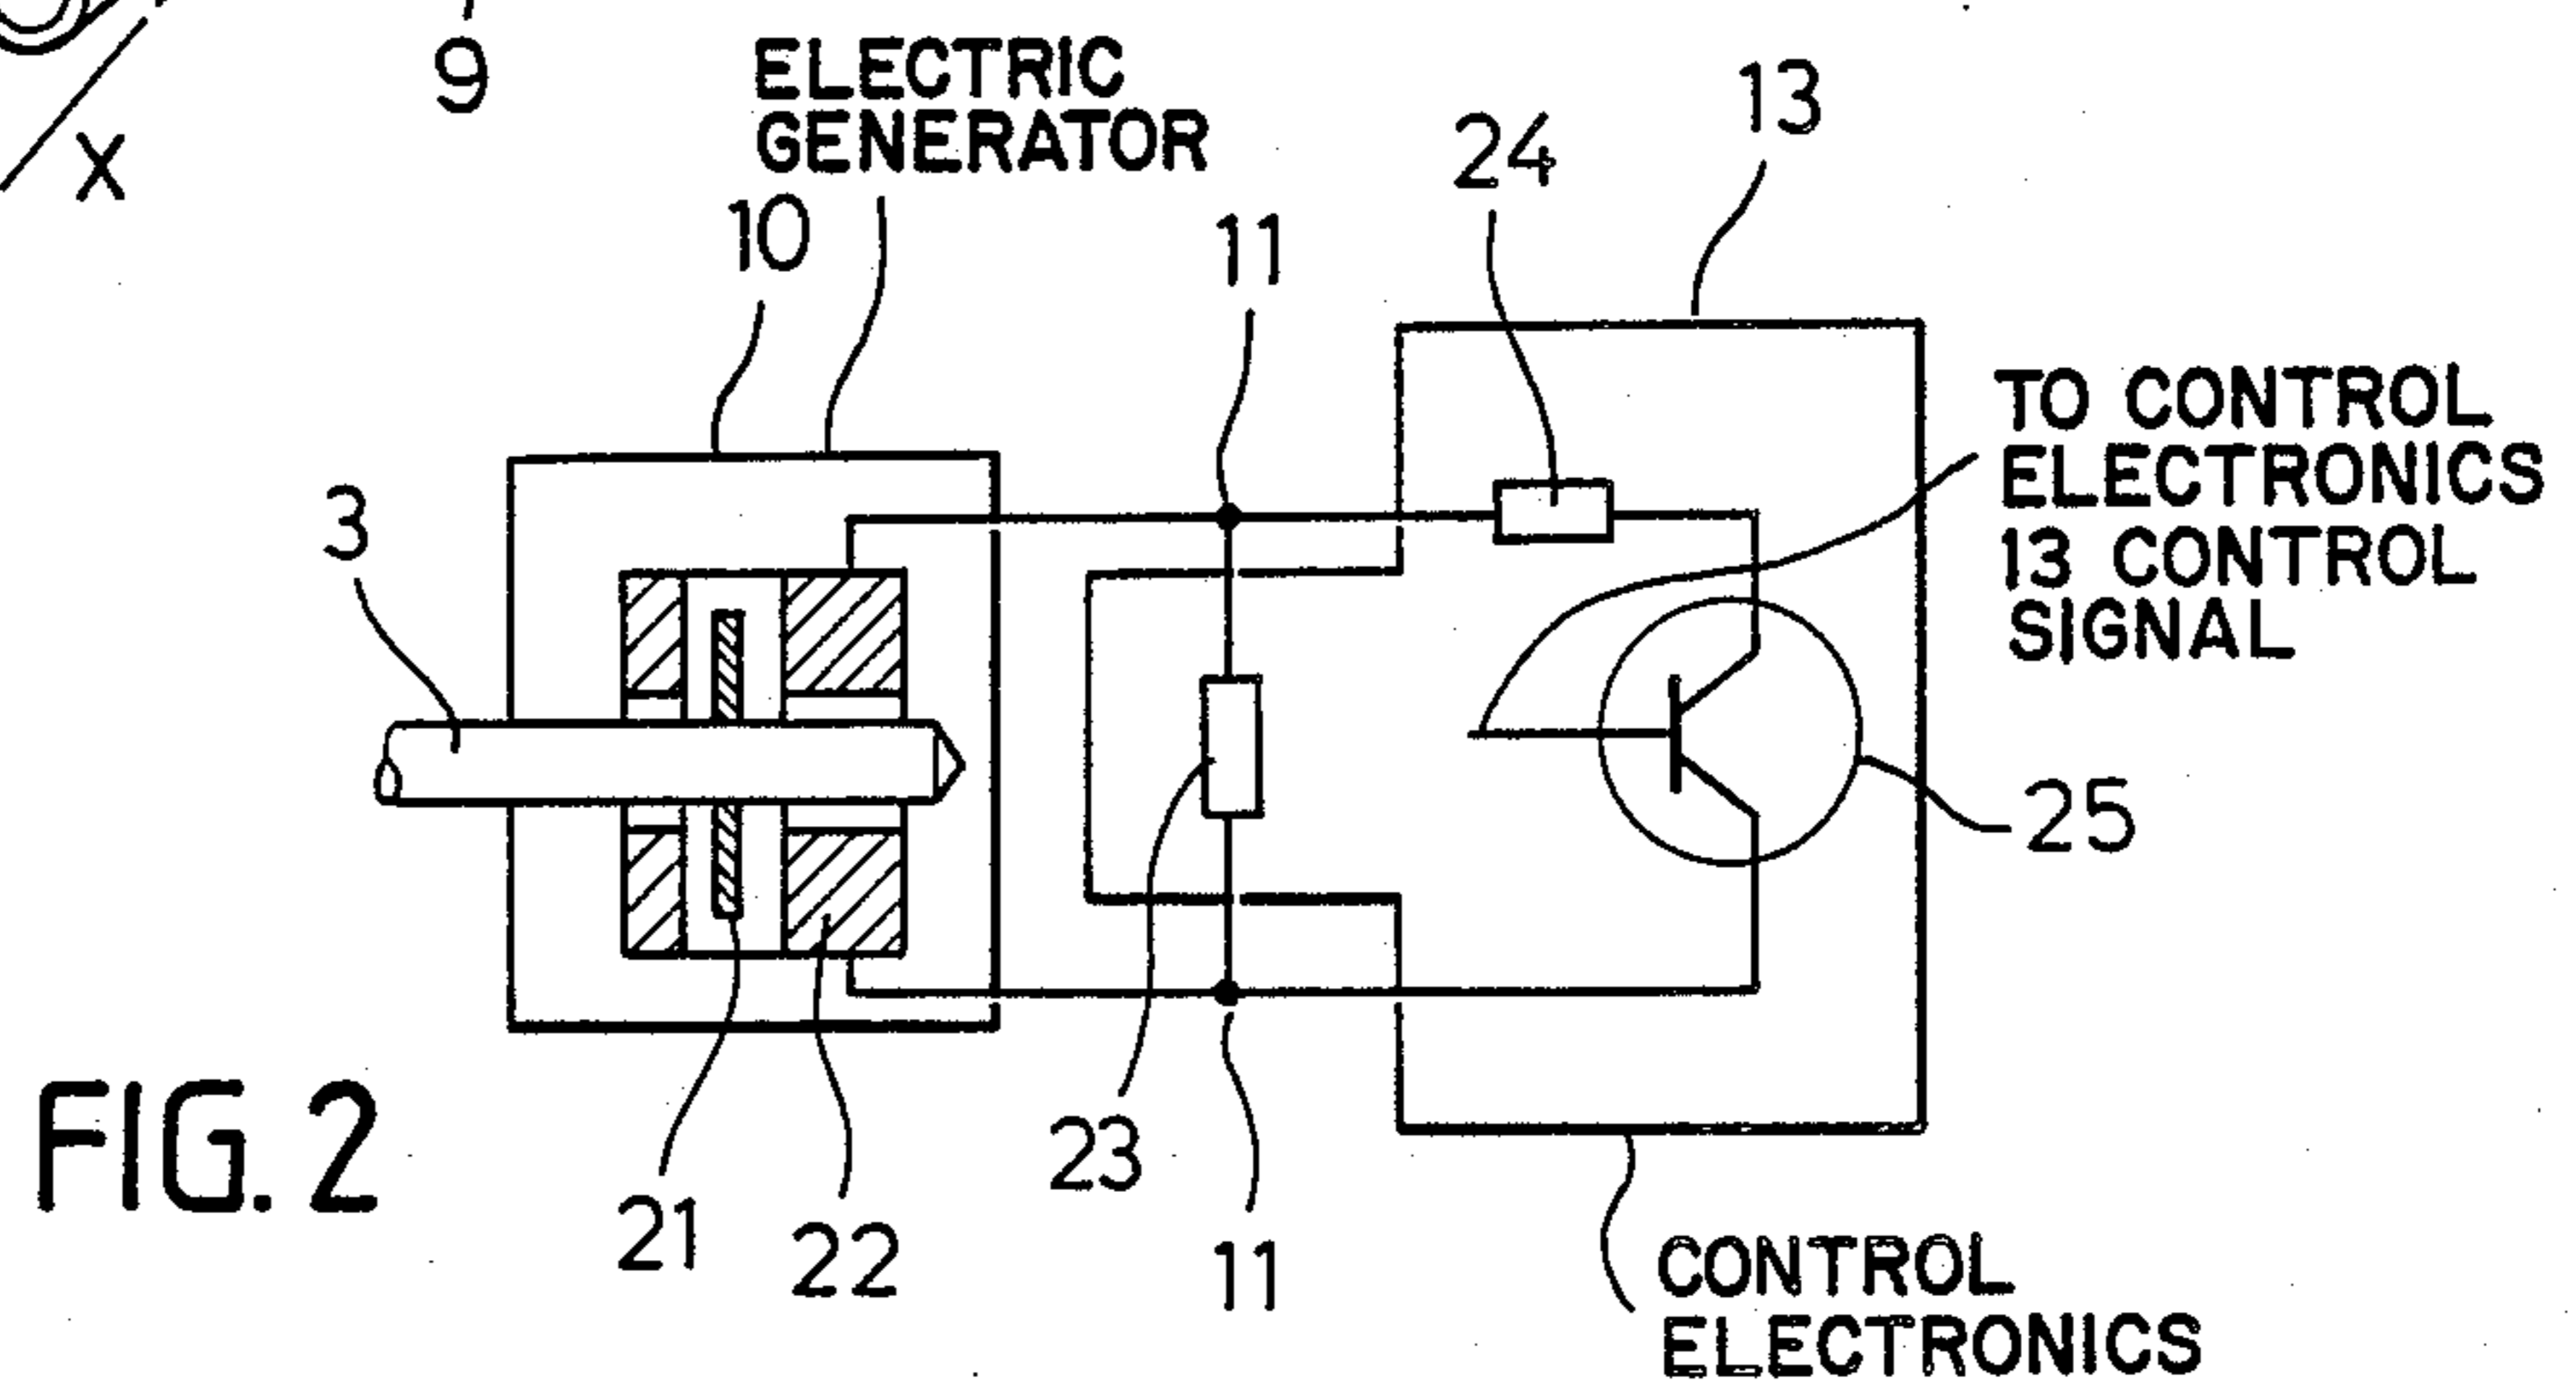 9
X
ELECTRIC
GENERATOR
10
11
24
13
3
TO CONTROL
ELECTRONICS
13 CONTROL
SIGNAL
25
23
21
22
11
FIG. 2
CONTROL
ELECTRONICS